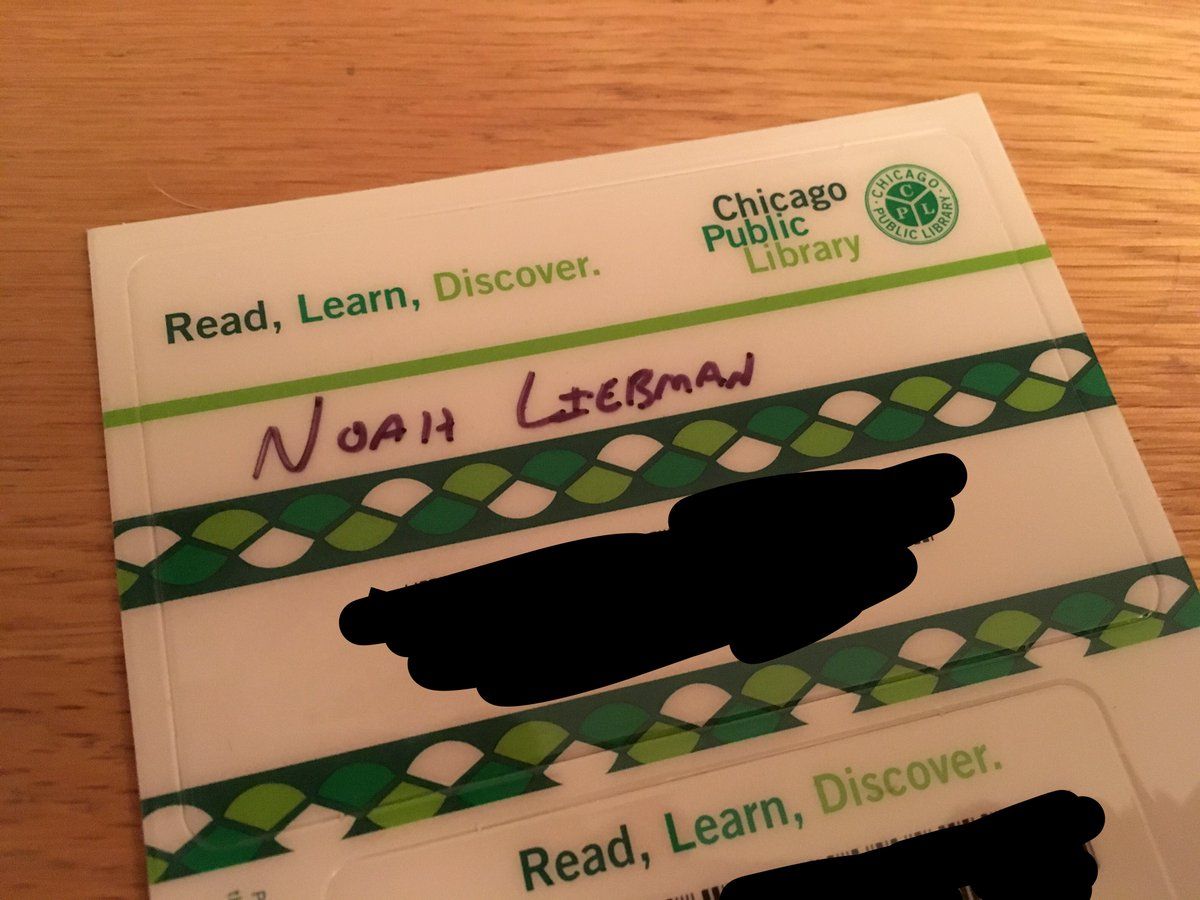 Chicago
Public
Library
CHICAGO
PUBLIC LIBRARY
C
P L
Read, Learn, Discover.
NOAH LIEBMAN
Read, Learn, Discover.